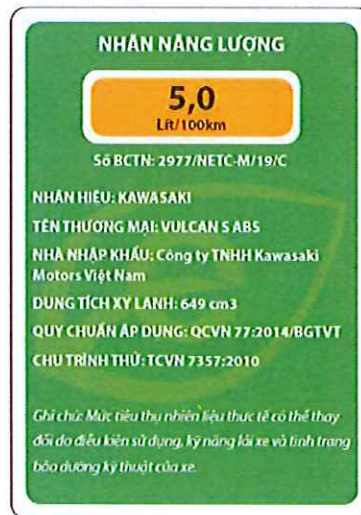 NHÃN NĂNG LƯỢNG
5,0
Lít/100km
Số BCTN: 2977/NETC-M/19/C
NHÃN HIỆU: KAWASAKI
TÊN THƯƠNG MẠI: VULCAN S ABS
NHÀ NHẬP KHẨU: Công ty TNHH Kawasaki
Motors Việt Nam
DUNG TÍCH XY LANH: 649 cm3
QUY CHUẨN ÁP DỤNG: QCVN 77:2014/BGTVT
CHU TRÌNH THỬ: TCVN 7357:2010
Ghi chú: Mức tiêu thụ nhiên liệu thực tế có thể thay
đổi do điều kiện sử dụng, kỹ năng lái xe và tình trạng
bảo dưỡng kỹ thuật của xe.